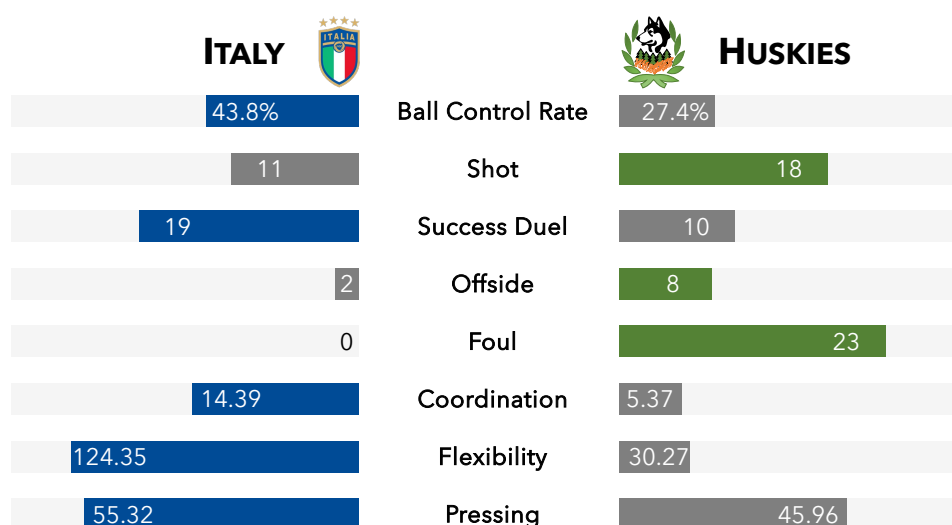 ITALY HUSKIES
ITALIA
43.8% Ball Control Rate 27.4%
11 Shot 18
19 Success Duel 10
2 Offside 8
0 Foul 23
14.39 Coordination 5.37
124.35 Flexibility 30.27
55.32 Pressing 45.96